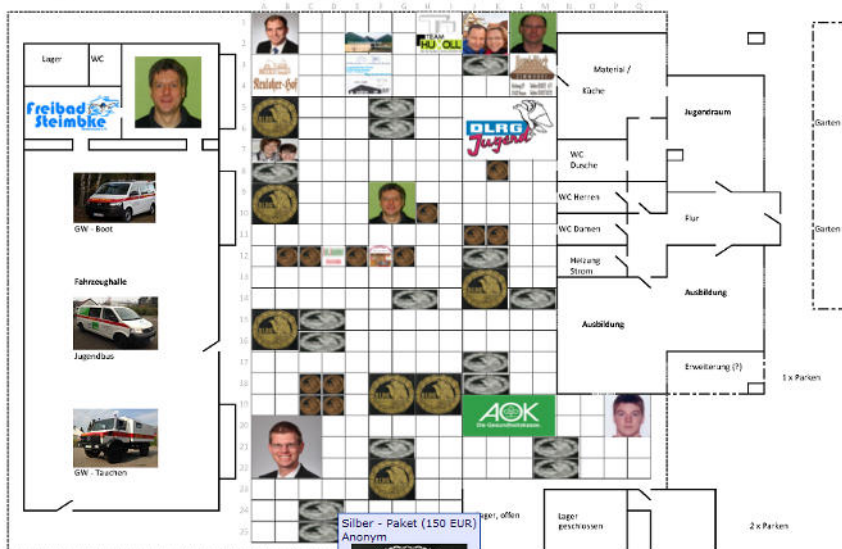 A B C D E F G H I J K L M N O P Q
1
2
3
4
5
6
7
8
9
10
11
12
13
14
15
16
17
18
19
20
21
22
23
24
25
Lager
WC
Freibad
Steimbke
GW - Boot
Fahrzeughalle
Jugendbus
GW - Tauchen
TEAM
HUXOLL
DLRG
Jugend
AOK
Die Gesundheitskasse.
Material /
Küche
Jugendraum
WC
Dusche
WC Herren
WC Damen
Heizung
Strom
Flur
Ausbildung
Ausbildung
Erweiterung (?)
Garten
Garten
1 x Parken
2 x Parken
Lager, offen
Lager
geschlossen
Silber - Paket (150 EUR)
Anonym